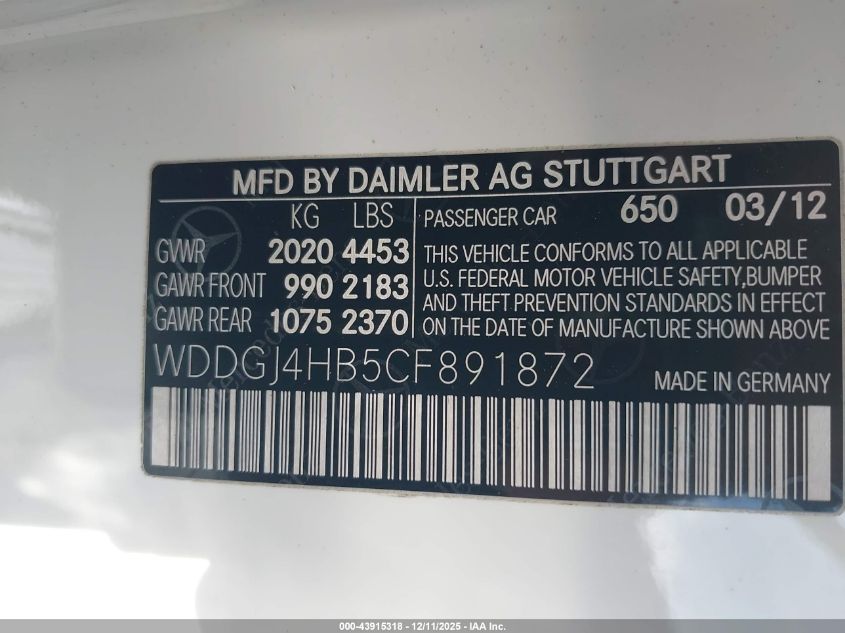 MFD BY DAIMLER AG STUTTGART
KG LBS
GVWR 2020 4453
GAWR FRONT 990 2183
GAWR REAR 1075 2370
PASSENGER CAR 650 03/12
THIS VEHICLE CONFORMS TO ALL APPLICABLE
U.S. FEDERAL MOTOR VEHICLE SAFETY,BUMPER
AND THEFT PREVENTION STANDARDS IN EFFECT
ON THE DATE OF MANUFACTURE SHOWN ABOVE
WDDGJ4HB5CF891872
MADE IN GERMANY
000-43915318 - 12/11/2025 - IAA Inc.